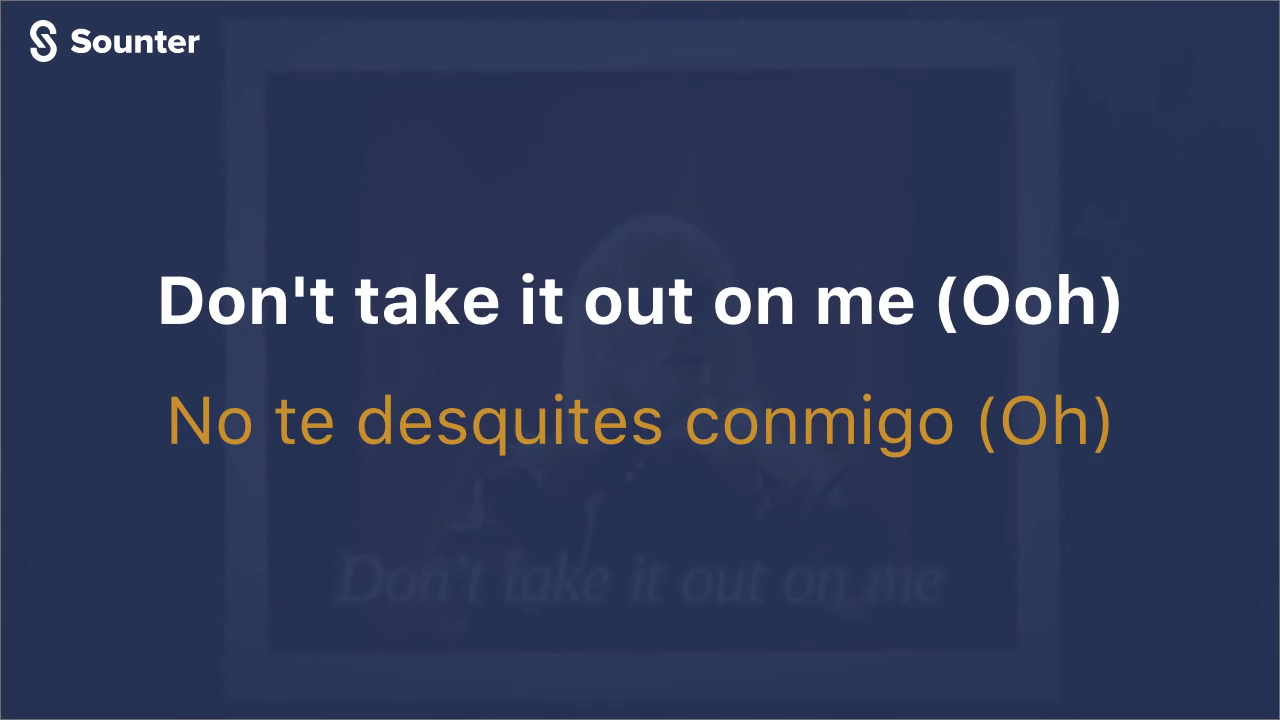 Sounter
Don't take it out on me (Ooh)
No te desquites conmigo (Oh)
Don't take it out on me